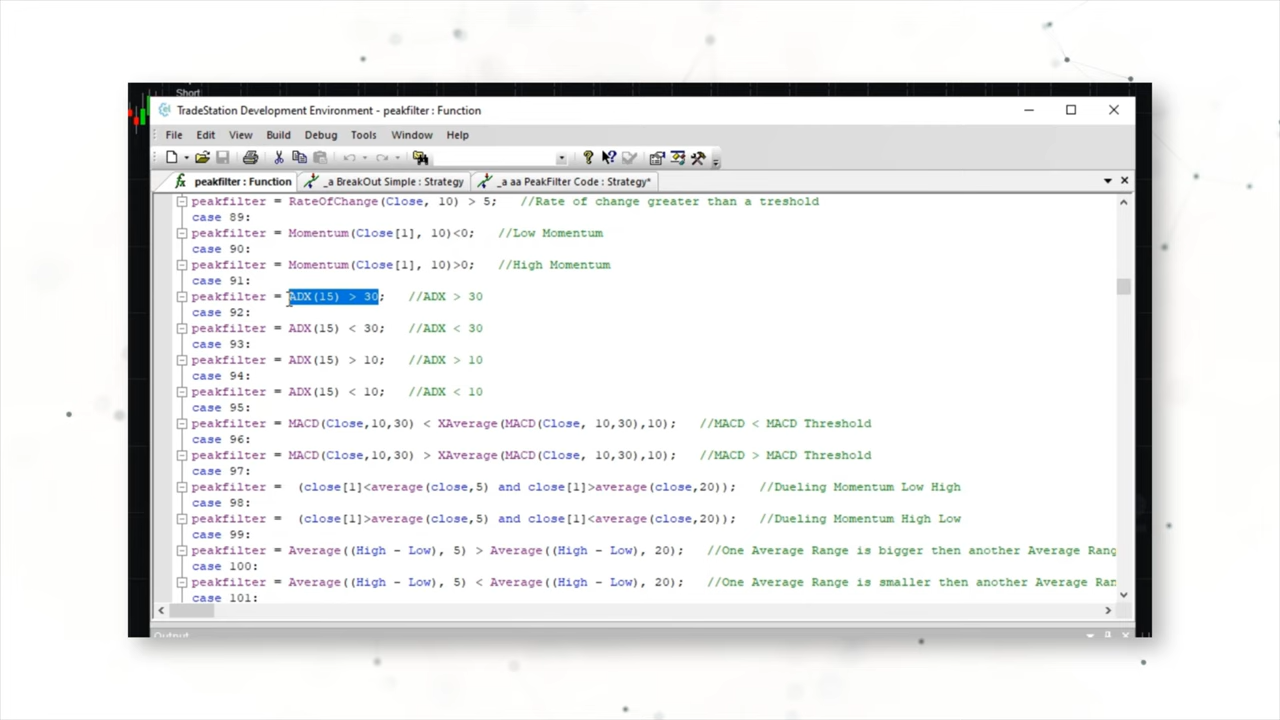 Short
TradeStation Development Environment - peakfilter : Function
File Edit View Build Debug Tools Window Help
peakfilter : Function _a BreakOut Simple : Strategy _a aa PeakFilter Code : Strategy*
peakfilter = RateOfChange(Close, 10) > 5; //Rate of change greater than a treshold
case 89:
peakfilter = Momentum(Close[1], 10)<0; //Low Momentum
case 90:
peakfilter = Momentum(Close[1], 10)>0; //High Momentum
case 91:
peakfilter = ADX(15) > 30; //ADX > 30
case 92:
peakfilter = ADX(15) < 30; //ADX < 30
case 93:
peakfilter = ADX(15) > 10; //ADX > 10
case 94:
peakfilter = ADX(15) < 10; //ADX < 10
case 95:
peakfilter = MACD(Close,10,30) < XAverage(MACD(Close, 10,30),10); //MACD < MACD Threshold
case 96:
peakfilter = MACD(Close,10,30) > XAverage(MACD(Close, 10,30),10); //MACD > MACD Threshold
case 97:
peakfilter = (close[1]<average(close,5) and close[1]>average(close,20)); //Dueling Momentum Low High
case 98:
peakfilter = (close[1]>average(close,5) and close[1]<average(close,20)); //Dueling Momentum High Low
case 99:
peakfilter = Average((High - Low), 5) > Average((High - Low), 20); //One Average Range is bigger then another Average Rang
case 100:
peakfilter = Average((High - Low), 5) < Average((High - Low), 20); //One Average Range is smaller then another Average Ran
case 101:
Output